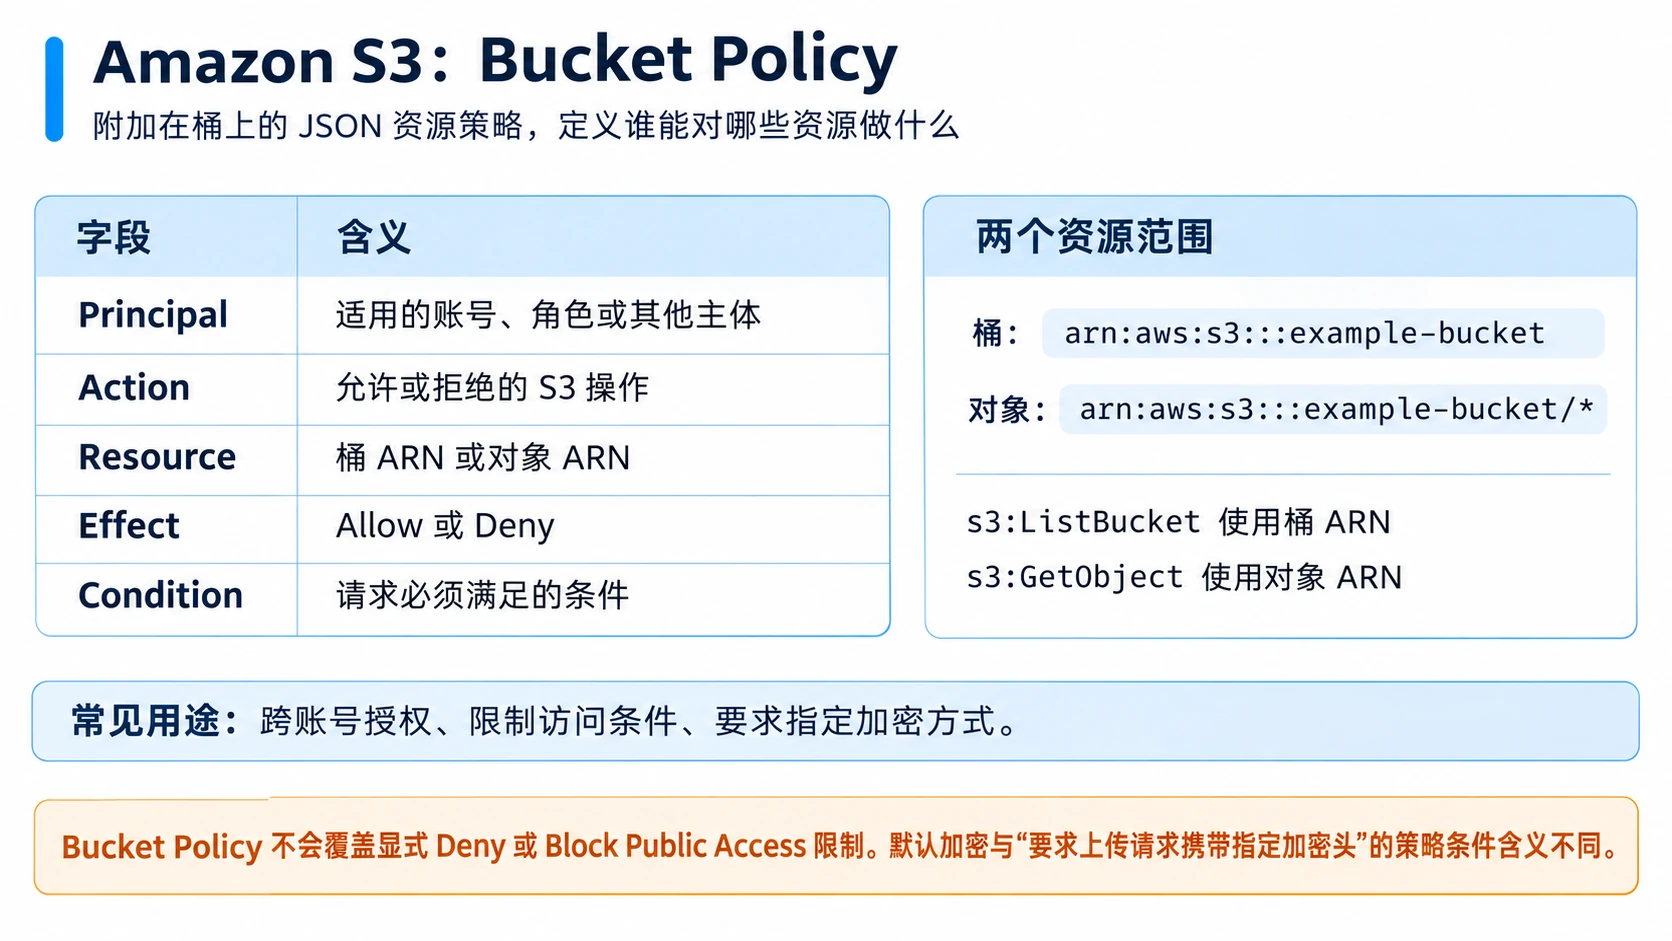 Amazon S3：Bucket Policy
附加在桶上的 JSON 资源策略，定义谁能对哪些资源做什么
字段 含义
Principal 适用的账号、角色或其他主体
Action 允许或拒绝的 S3 操作
Resource 桶 ARN 或对象 ARN
Effect Allow 或 Deny
Condition 请求必须满足的条件
两个资源范围
桶： arn:aws:s3:::example-bucket
对象： arn:aws:s3:::example-bucket/*
s3:ListBucket 使用桶 ARN
s3:GetObject 使用对象 ARN
常见用途：跨账号授权、限制访问条件、要求指定加密方式。
Bucket Policy 不会覆盖显式 Deny 或 Block Public Access 限制。默认加密与“要求上传请求携带指定加密头”的策略条件含义不同。